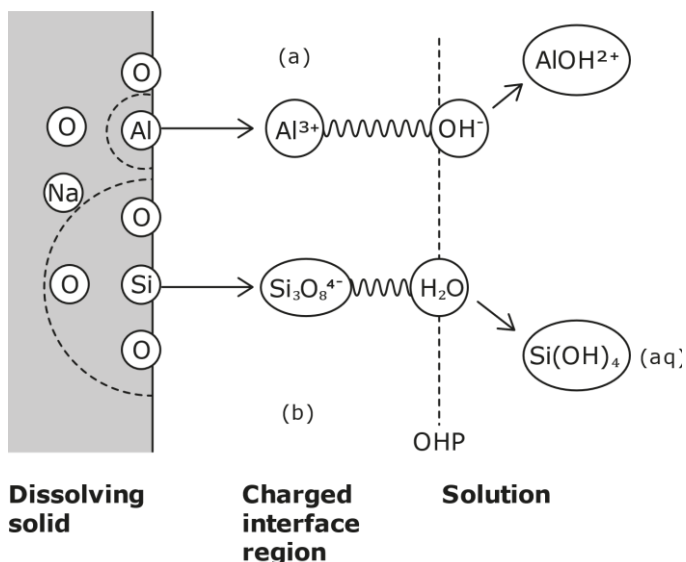 O
(a)
AlOH²⁺
O
Al
Al³⁺
OH⁻
Na
O
O
Si
Si₃O₈⁴⁻
H₂O
O
Si(OH)₄ (aq)
(b)
OHP
Dissolving solid
Charged interface region
Solution